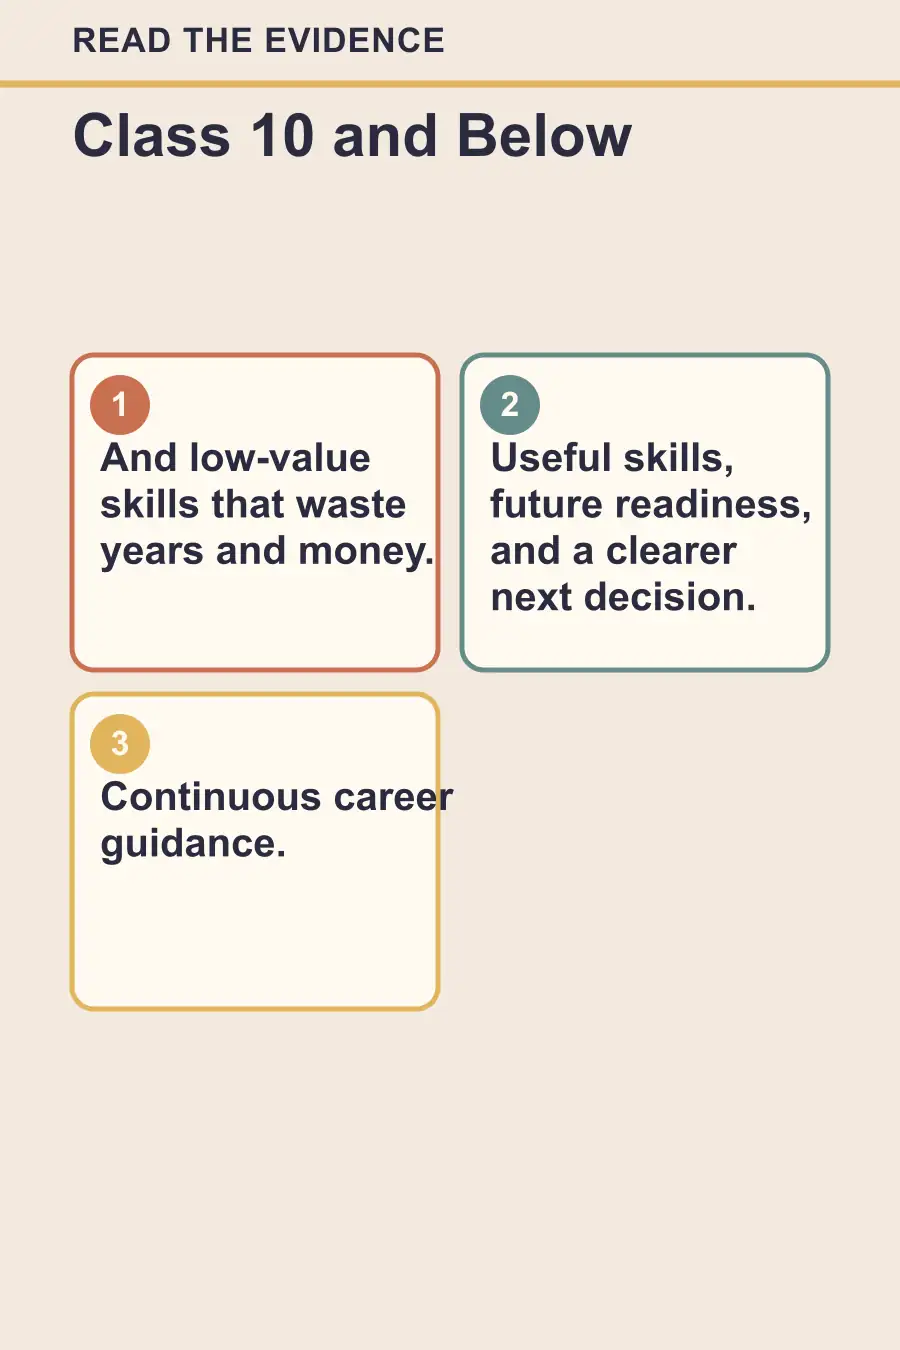 READ THE EVIDENCE
Class 10 and Below
1
And low-value
skills that waste
years and money.
2
Useful skills,
future readiness,
and a clearer
next decision.
3
Continuous career
guidance.